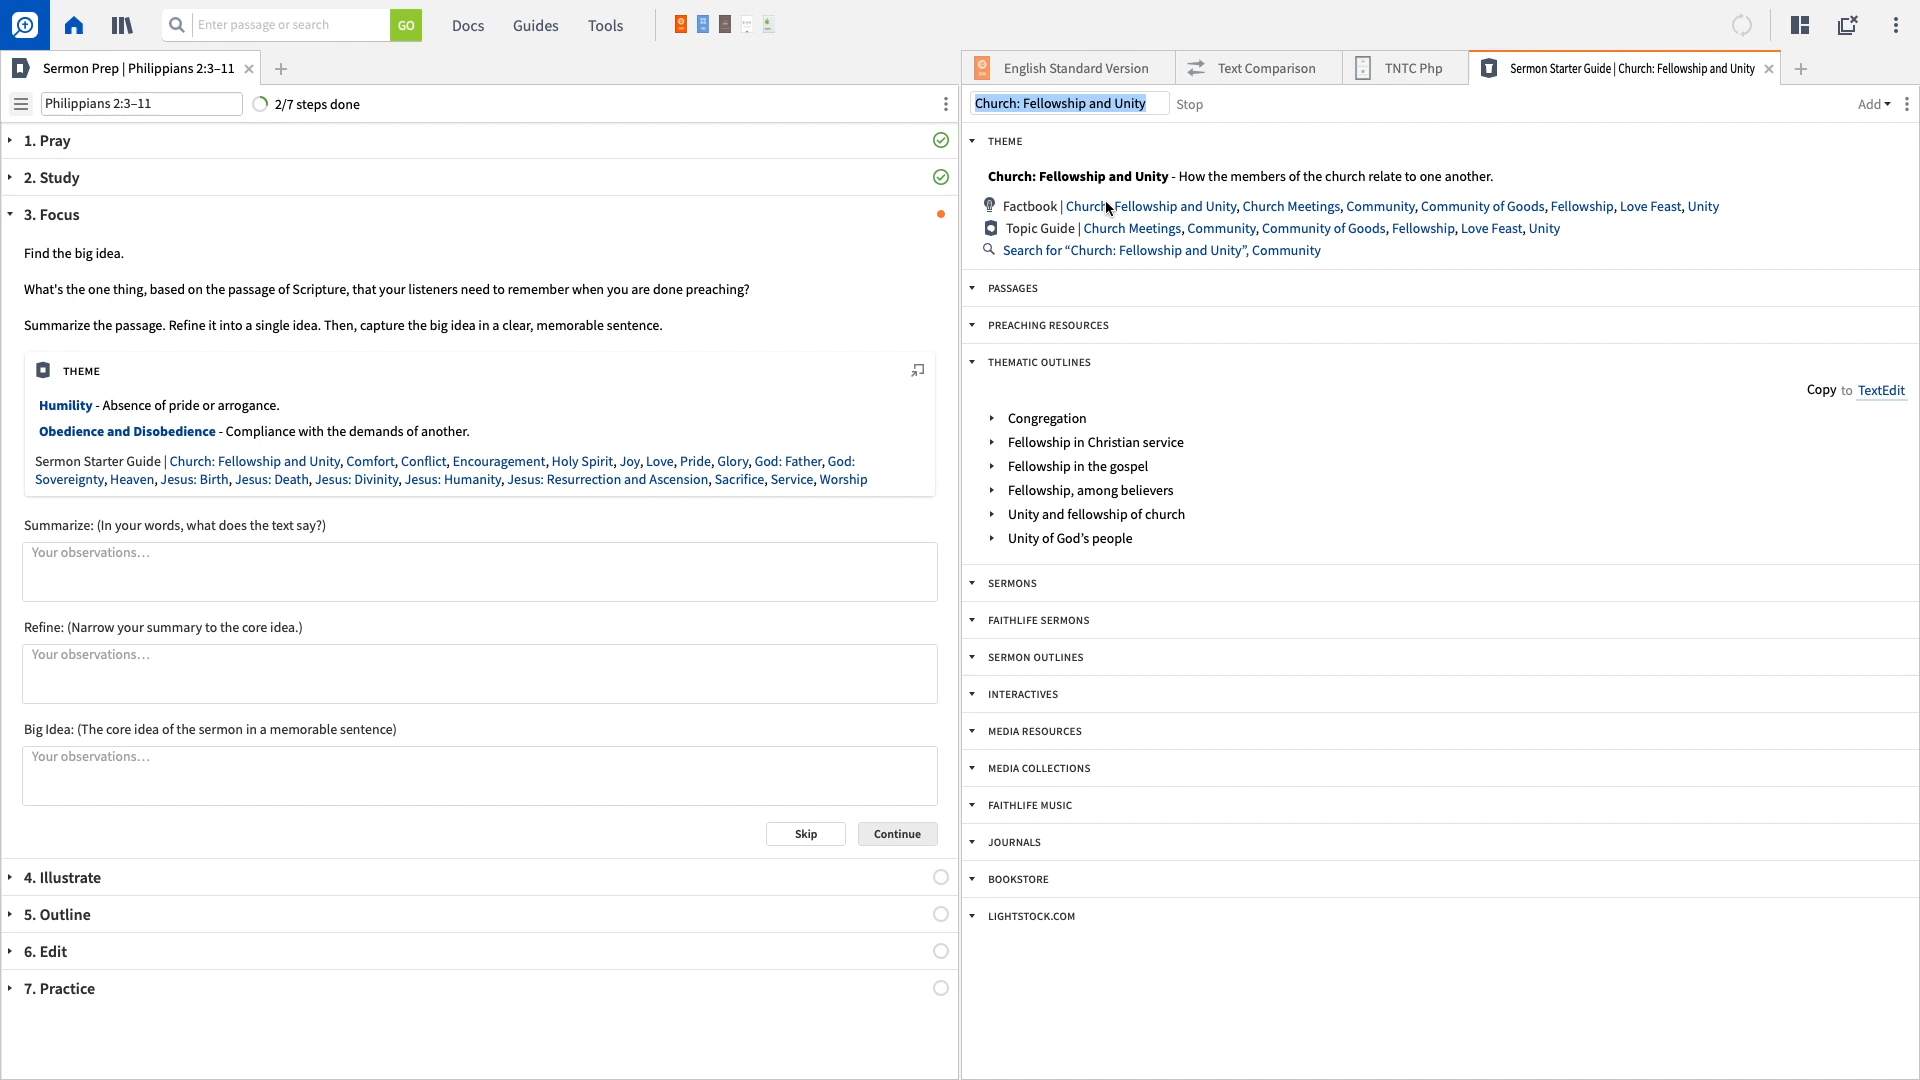 Enter passage or search
GO
Docs
Guides
Tools
Sermon Prep | Philippians 2:3–11
Philippians 2:3–11
2/7 steps done
1. Pray
2. Study
3. Focus
Find the big idea.
What's the one thing, based on the passage of Scripture, that your listeners need to remember when you are done preaching?
Summarize the passage. Refine it into a single idea. Then, capture the big idea in a clear, memorable sentence.
THEME
Humility - Absence of pride or arrogance.
Obedience and Disobedience - Compliance with the demands of another.
Sermon Starter Guide | Church: Fellowship and Unity, Comfort, Conflict, Encouragement, Holy Spirit, Joy, Love, Pride, Glory, God: Father, God:
Sovereignty, Heaven, Jesus: Birth, Jesus: Death, Jesus: Divinity, Jesus: Humanity, Jesus: Resurrection and Ascension, Sacrifice, Service, Worship
Summarize: (In your words, what does the text say?)
Your observations…
Refine: (Narrow your summary to the core idea.)
Your observations…
Big Idea: (The core idea of the sermon in a memorable sentence)
Your observations…
Skip
Continue
4. Illustrate
5. Outline
6. Edit
7. Practice
English Standard Version
Text Comparison
TNTC Php
Sermon Starter Guide | Church: Fellowship and Unity
Church: Fellowship and Unity
Stop
Add
THEME
Church: Fellowship and Unity - How the members of the church relate to one another.
Factbook | Church: Fellowship and Unity, Church Meetings, Community, Community of Goods, Fellowship, Love Feast, Unity
Topic Guide | Church Meetings, Community, Community of Goods, Fellowship, Love Feast, Unity
Search for “Church: Fellowship and Unity”, Community
PASSAGES
PREACHING RESOURCES
THEMATIC OUTLINES
Copy to TextEdit
Congregation
Fellowship in Christian service
Fellowship in the gospel
Fellowship, among believers
Unity and fellowship of church
Unity of God’s people
SERMONS
FAITHLIFE SERMONS
SERMON OUTLINES
INTERACTIVES
MEDIA RESOURCES
MEDIA COLLECTIONS
FAITHLIFE MUSIC
JOURNALS
BOOKSTORE
LIGHTSTOCK.COM